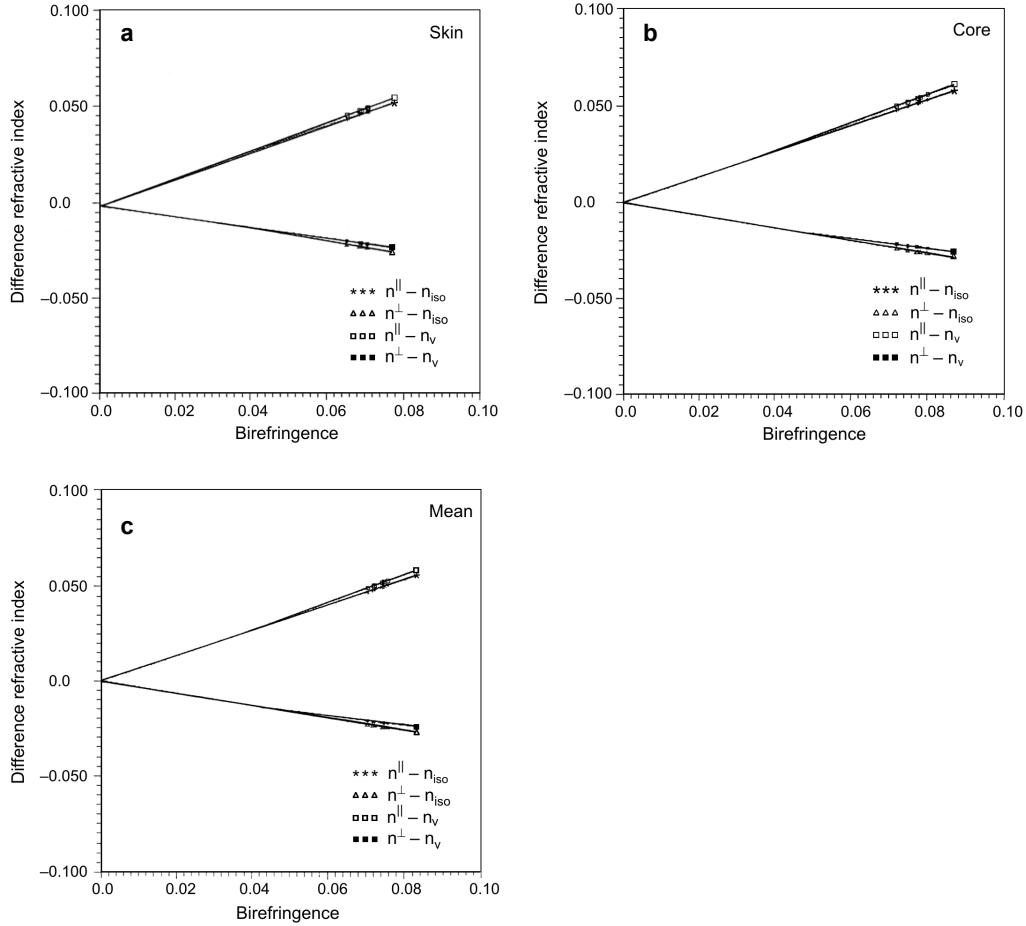 a
Skin
Difference refractive index
0.100
0.050
0.0
–0.050
–0.100
*** n|| – niso
△△△ n⊥ – niso
□□□ n|| – nv
■■■ n⊥ – nv
0.0 0.02 0.04 0.06 0.08 0.10
Birefringence
b
Core
Difference refractive index
0.100
0.050
0.0
–0.050
–0.100
*** n|| – niso
△△△ n⊥ – niso
□□□ n|| – nv
■■■ n⊥ – nv
0.0 0.02 0.04 0.06 0.08 0.10
Birefringence
c
Mean
Difference refractive index
0.100
0.050
0.0
–0.050
–0.100
*** n|| – niso
△△△ n⊥ – niso
□□□ n|| – nv
■■■ n⊥ – nv
0.0 0.02 0.04 0.06 0.08 0.10
Birefringence